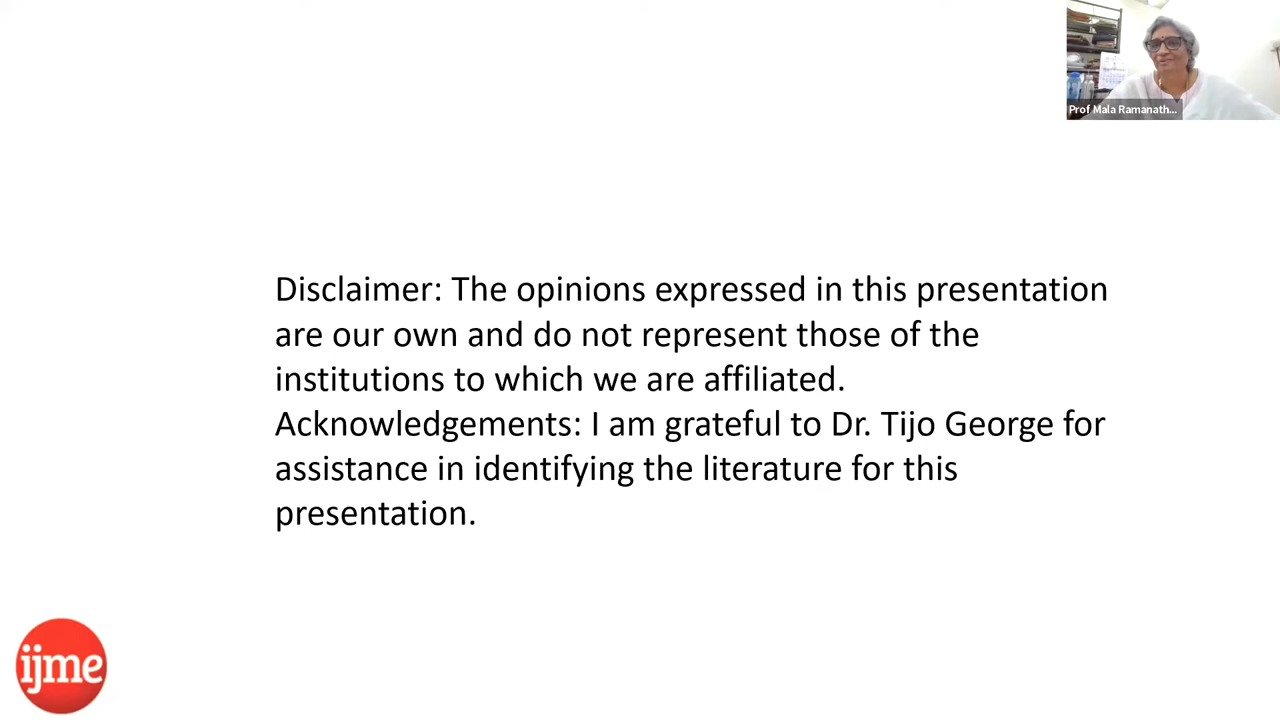 Prof Mala Ramanath...
Disclaimer: The opinions expressed in this presentation
are our own and do not represent those of the
institutions to which we are affiliated.
Acknowledgements: I am grateful to Dr. Tijo George for
assistance in identifying the literature for this
presentation.
ijme